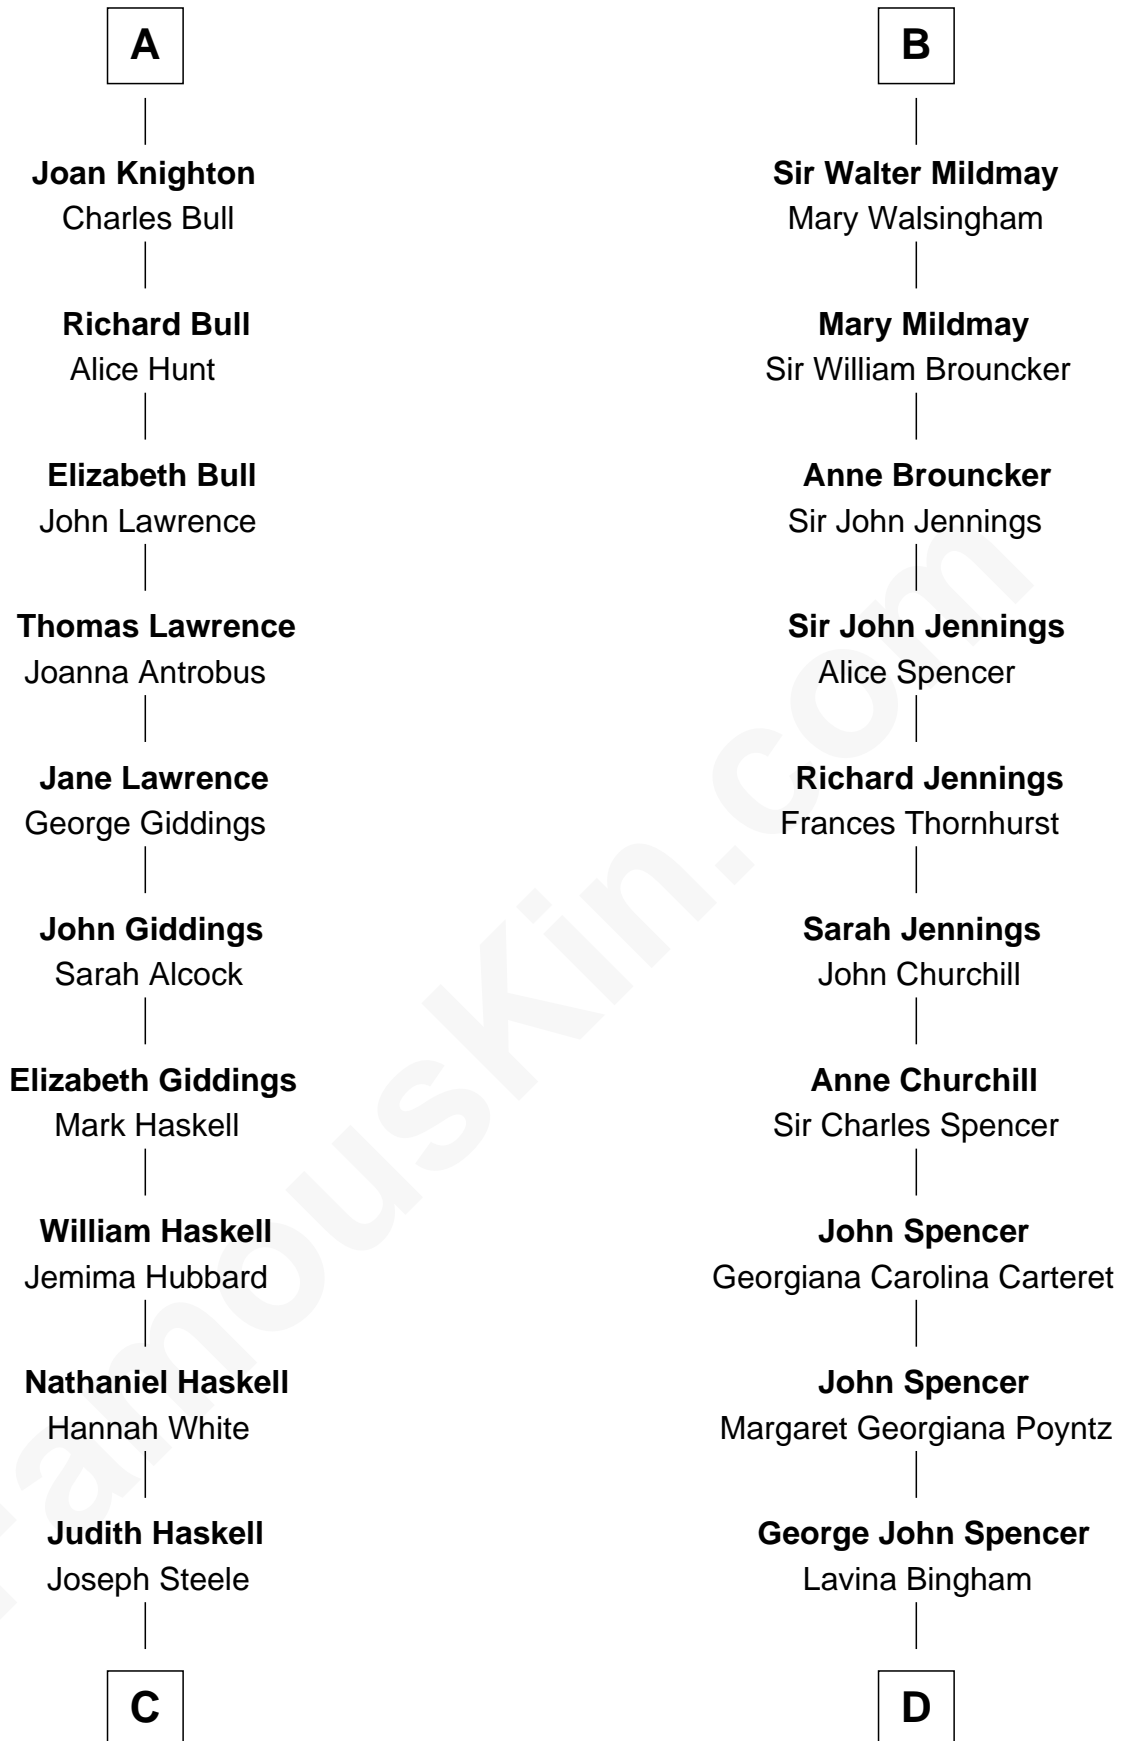 A
Joan Knighton
Charles Bull
Richard Bull
Alice Hunt
Elizabeth Bull
John Lawrence
Thomas Lawrence
Joanna Antrobus
Jane Lawrence
George Giddings
John Giddings
Sarah Alcock
Elizabeth Giddings
Mark Haskell
William Haskell
Jemima Hubbard
Nathaniel Haskell
Hannah White
Judith Haskell
Joseph Steele
C
B
Sir Walter Mildmay
Mary Walsingham
Mary Mildmay
Sir William Brouncker
Anne Brouncker
Sir John Jennings
Sir John Jennings
Alice Spencer
Richard Jennings
Frances Thornhurst
Sarah Jennings
John Churchill
Anne Churchill
Sir Charles Spencer
John Spencer
Georgiana Carolina Carteret
John Spencer
Margaret Georgiana Poyntz
George John Spencer
Lavina Bingham
D
FamousKin.com